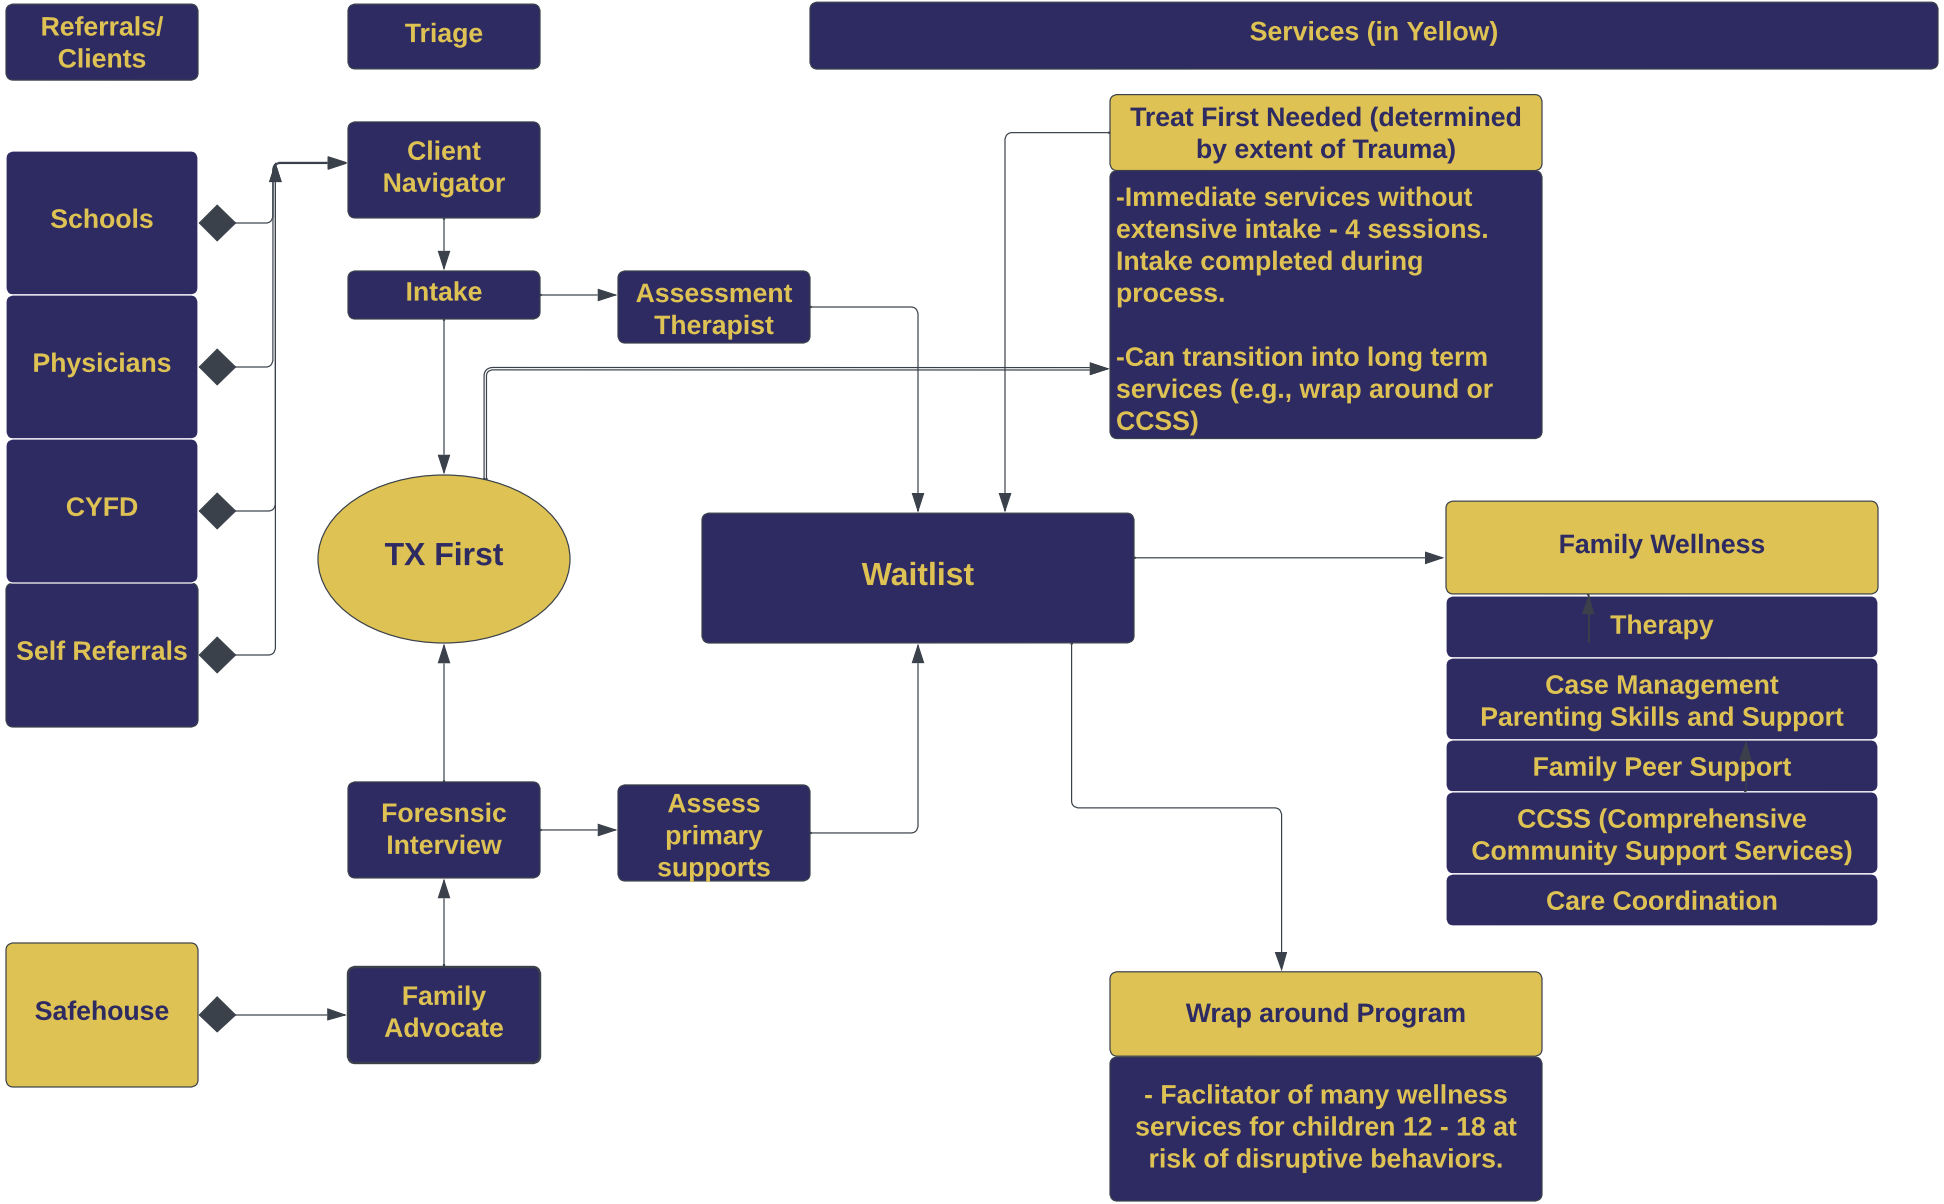 Referrals/
Clients
Triage
Services (in Yellow)
Schools
Physicians
CYFD
Self Referrals
Safehouse
Client
Navigator
Intake
Assessment
Therapist
TX First
Foresnsic
Interview
Assess
primary
supports
Family
Advocate
Waitlist
Treat First Needed (determined
by extent of Trauma)
-Immediate services without
extensive intake - 4 sessions.
Intake completed during
process.
-Can transition into long term
services (e.g., wrap around or
CCSS)
Family Wellness
Therapy
Case Management
Parenting Skills and Support
Family Peer Support
CCSS (Comprehensive
Community Support Services)
Care Coordination
Wrap around Program
- Faclitator of many wellness
services for children 12 - 18 at
risk of disruptive behaviors.